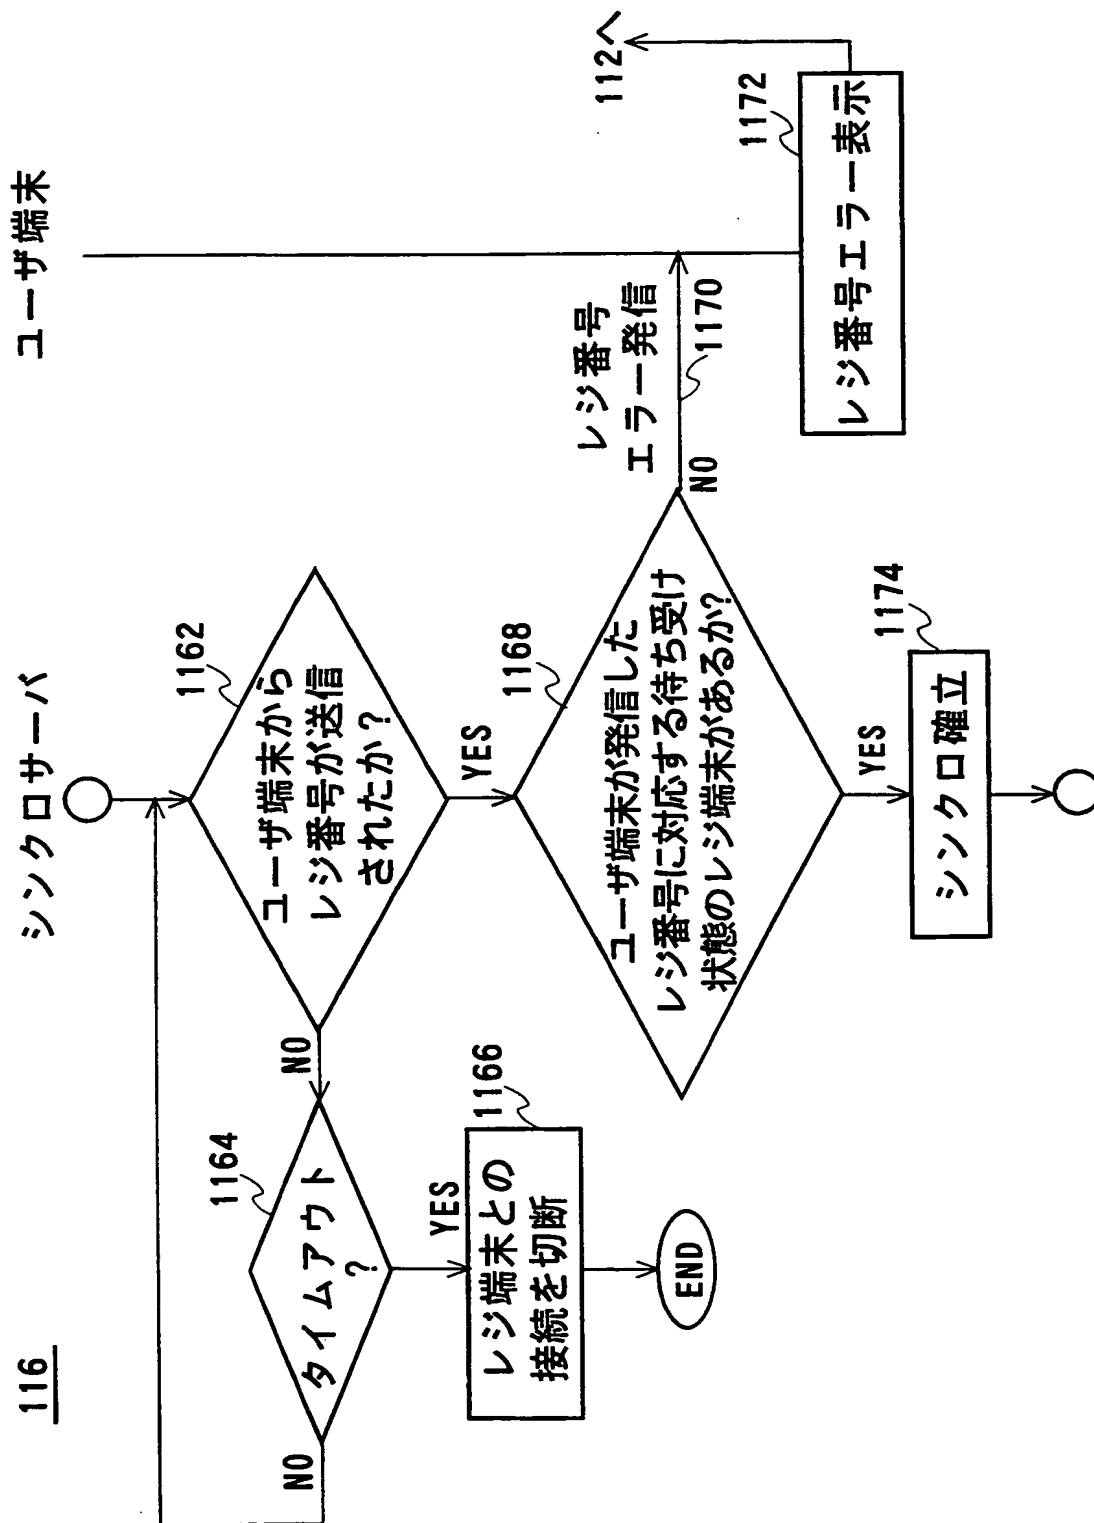 116
シンクロサーバ
ユーザ端末
1162
ユーザ端末から
レジ番号が送信
されたか?
NO
YES
1164
タイムアウト
?
NO
YES
1166
レジ端末との
接続を切断
END
1168
ユーザ端末が発信した
レジ番号に対応する待ち受け
状態のレジ端末があるか?
NO
YES
レジ番号
エラー発信
1170
1172
レジ番号エラー表示
112へ
1174
シンクロ確立